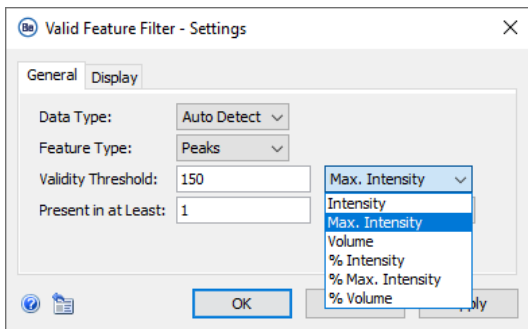 Be Valid Feature Filter - Settings
General Display
Data Type: Auto Detect
Feature Type: Peaks
Validity Threshold: 150 Max. Intensity
Present in at Least: 1 Intensity
Max. Intensity
Volume
% Intensity
% Max. Intensity
% Volume
OK